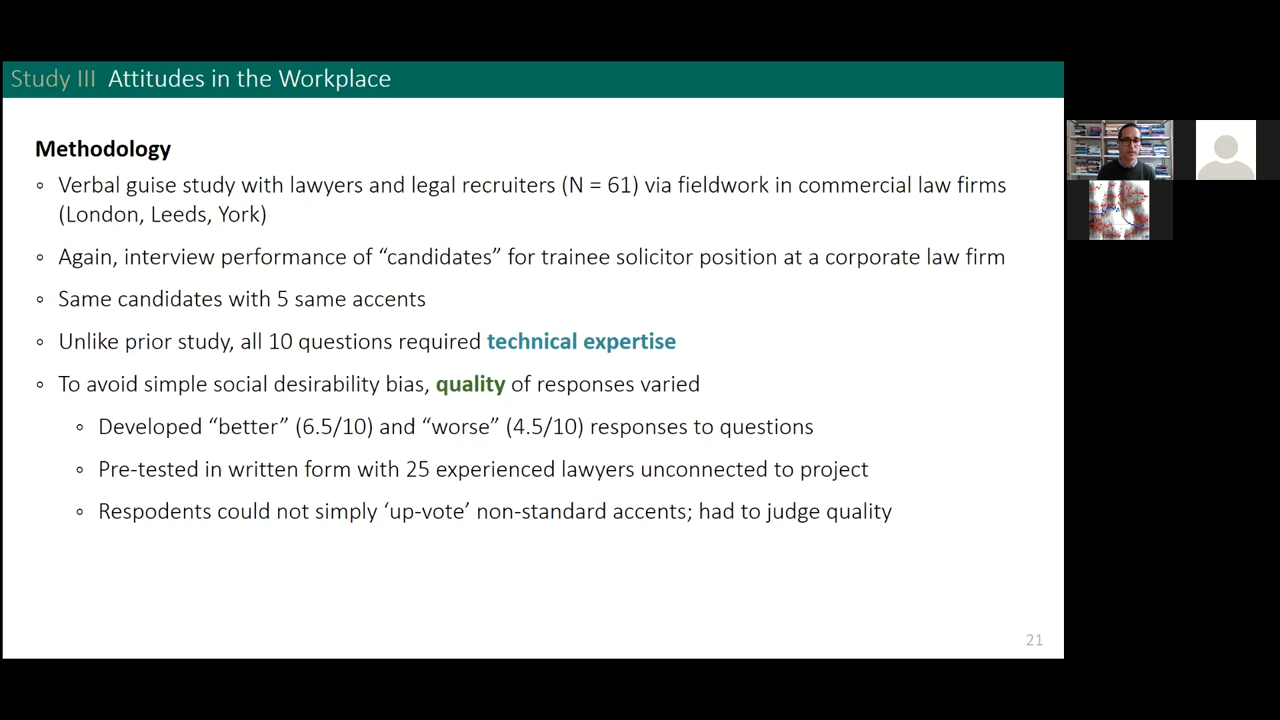 Study III Attitudes in the Workplace
Methodology
◦ Verbal guise study with lawyers and legal recruiters (N = 61) via fieldwork in commercial law firms
(London, Leeds, York)
◦ Again, interview performance of “candidates” for trainee solicitor position at a corporate law firm
◦ Same candidates with 5 same accents
◦ Unlike prior study, all 10 questions required technical expertise
◦ To avoid simple social desirability bias, quality of responses varied
◦ Developed “better” (6.5/10) and “worse” (4.5/10) responses to questions
◦ Pre-tested in written form with 25 experienced lawyers unconnected to project
◦ Respodents could not simply ‘up-vote’ non-standard accents; had to judge quality
21